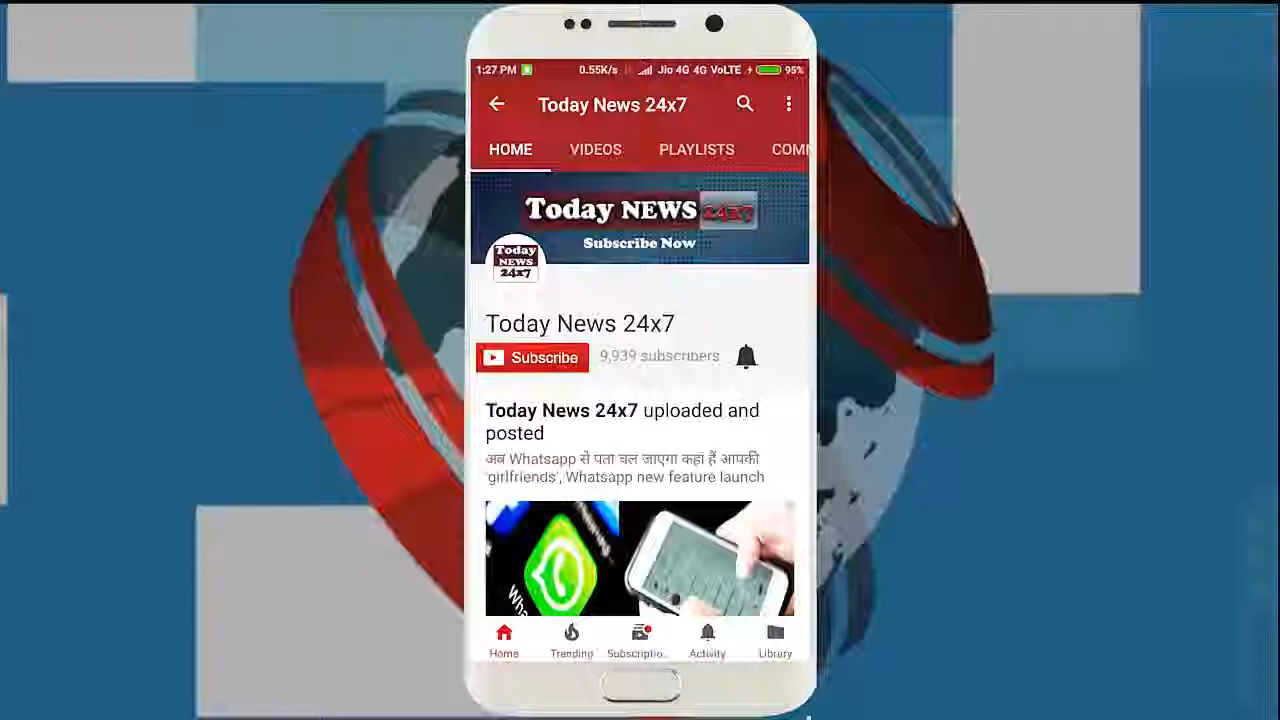 1:27 PM 0.55K/s Jio 4G 4G VoLTE 95%
Today News 24x7
HOME VIDEOS PLAYLISTS COMM
Today NEWS 24x7
Subscribe Now
Today
NEWS
24x7
Today News 24x7
Subscribe 9,939 subscribers
Today News 24x7 uploaded and
posted
अब Whatsapp से पता चल जाएगा कहां हैं आपकी
'girlfriends', Whatsapp new feature launch
Wha
Home Trending Subscriptio.. Activity Library